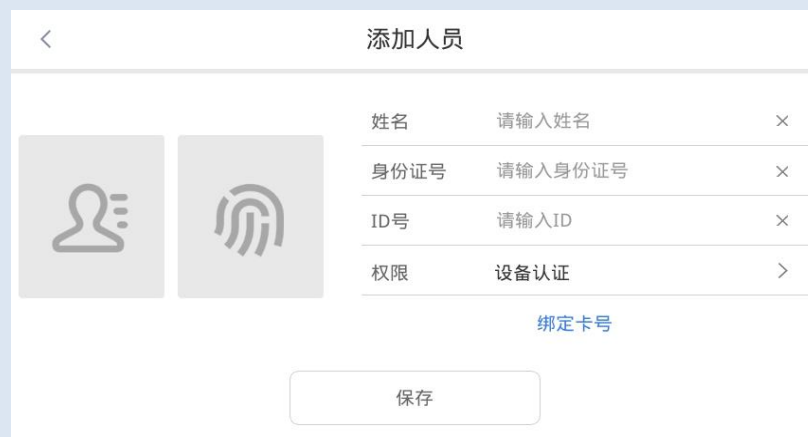 添加人员
姓名 请输入姓名
身份证号 请输入身份证号
ID号 请输入ID
权限 设备认证
绑定卡号
保存